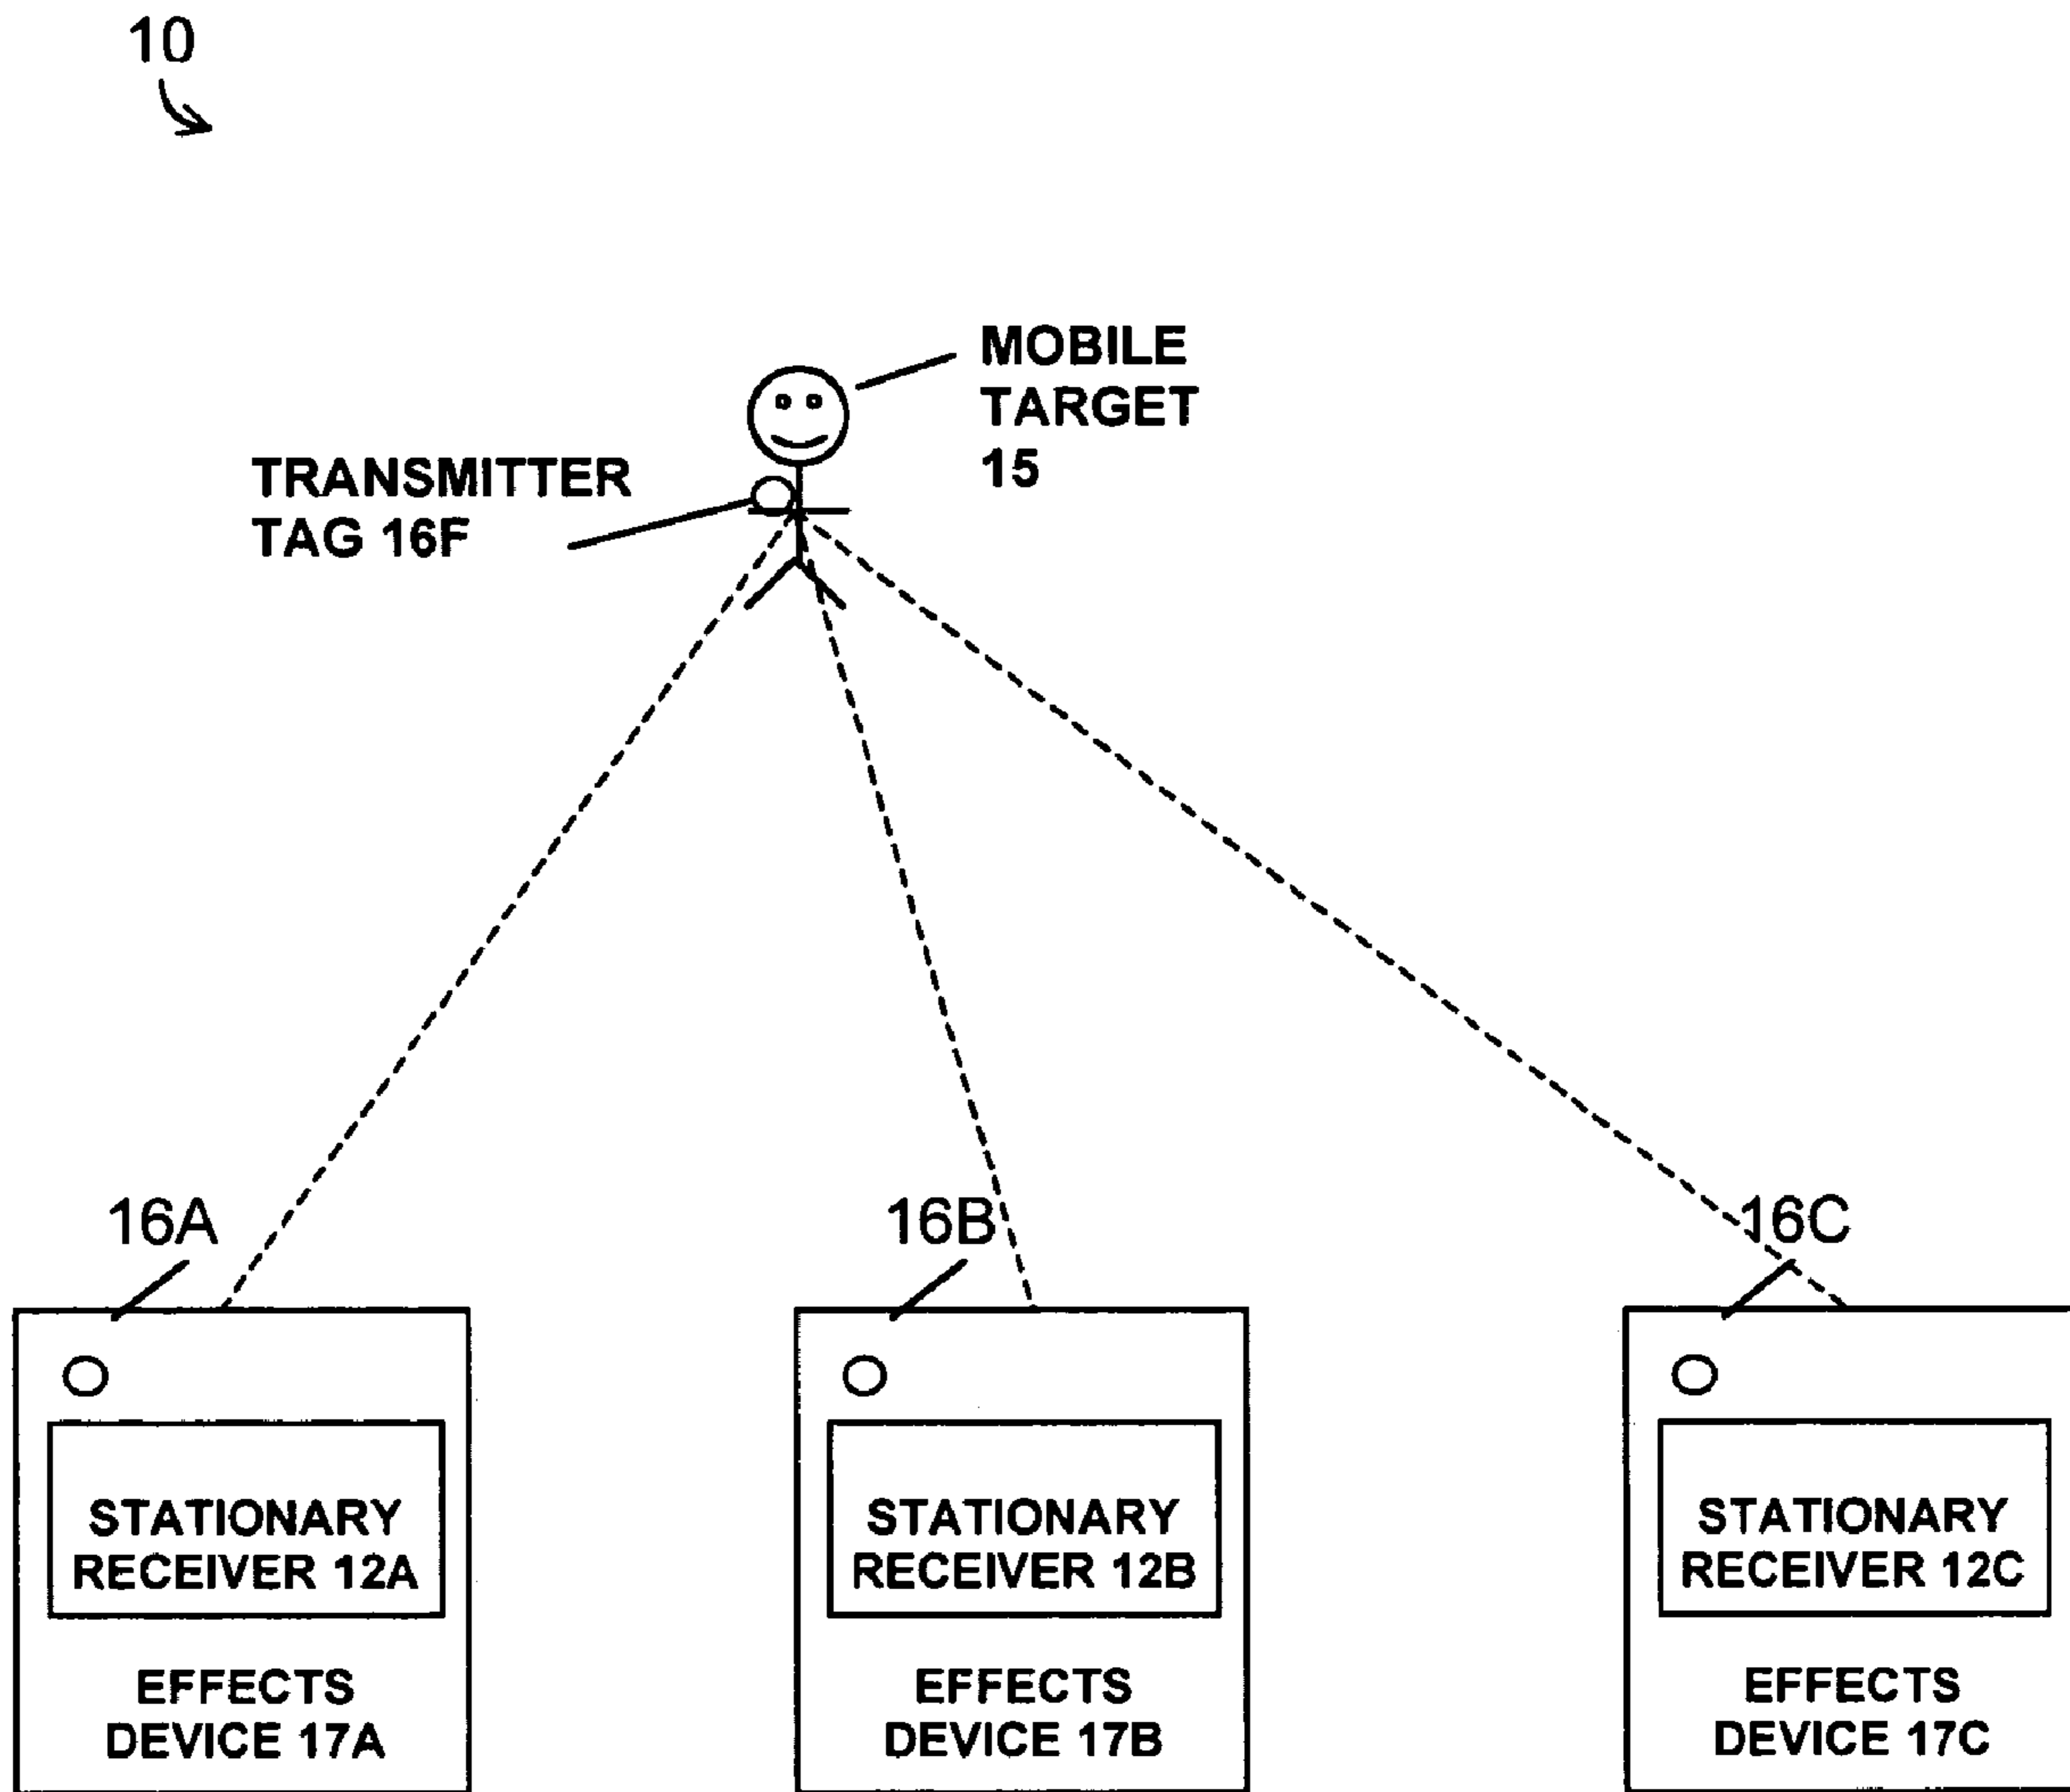 10
MOBILE
TARGET
15
TRANSMITTER
TAG 16F
16A
16B
16C
STATIONARY
RECEIVER 12A
EFFECTS
DEVICE 17A
STATIONARY
RECEIVER 12B
EFFECTS
DEVICE 17B
STATIONARY
RECEIVER 12C
EFFECTS
DEVICE 17C